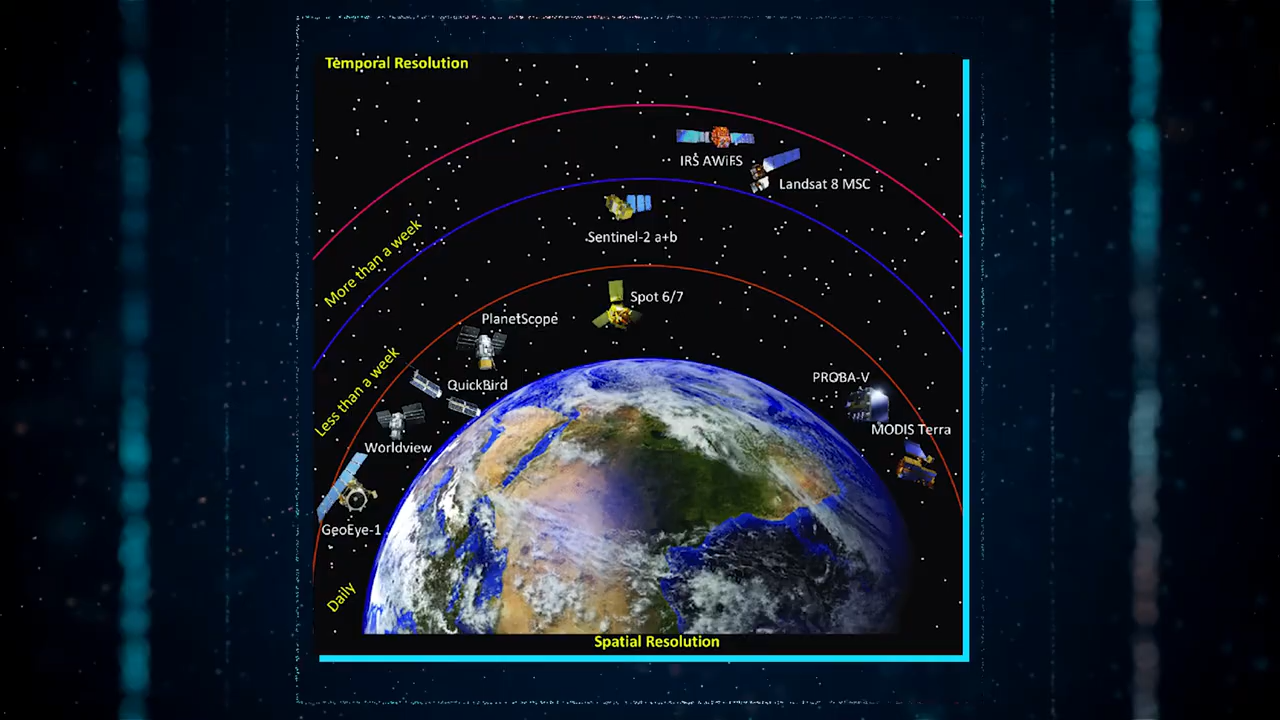 Temporal Resolution
IRS AWiFS
Landsat 8 MSC
Sentinel-2 a+b
More than a week
Spot 6/7
PlanetScope
Less than a week
QuickBird
PROBA-V
MODIS Terra
Worldview
GeoEye-1
Daily
Spatial Resolution